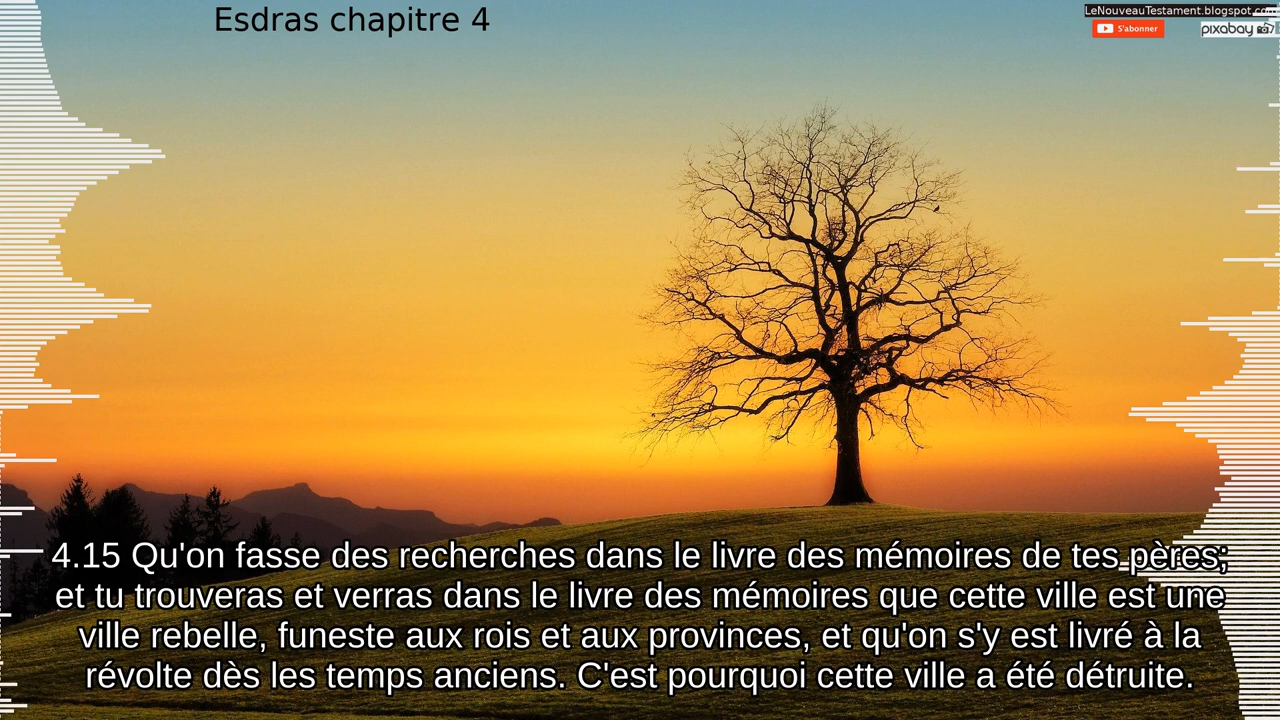 Esdras chapitre 4
LeNouveauTestament.blogspot.com
S'abonner
pixabay
4.15 Qu'on fasse des recherches dans le livre des mémoires de tes pères;
et tu trouveras et verras dans le livre des mémoires que cette ville est une
ville rebelle, funeste aux rois et aux provinces, et qu'on s'y est livré à la
révolte dès les temps anciens. C'est pourquoi cette ville a été détruite.